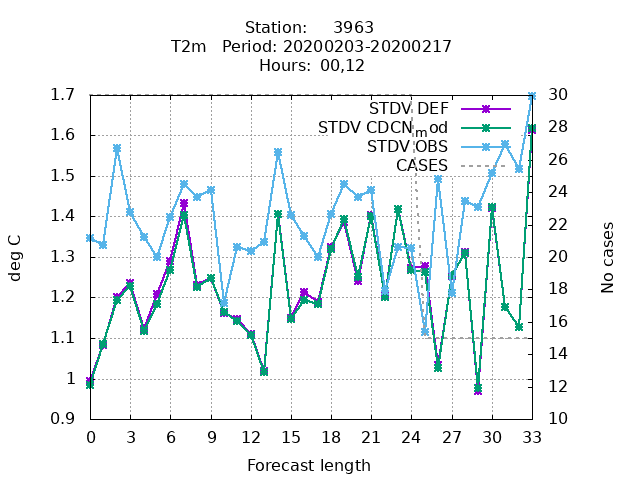 Station: 3963
T2m Period: 20200203-20200217
Hours: 00,12
STDV DEF
STDV CDCN_mod
STDV OBS
CASES
1.7
1.6
1.5
1.4
1.3
1.2
1.1
1
0.9
deg C
30
28
26
24
22
20
18
16
14
12
10
No cases
0 3 6 9 12 15 18 21 24 27 30 33
Forecast length